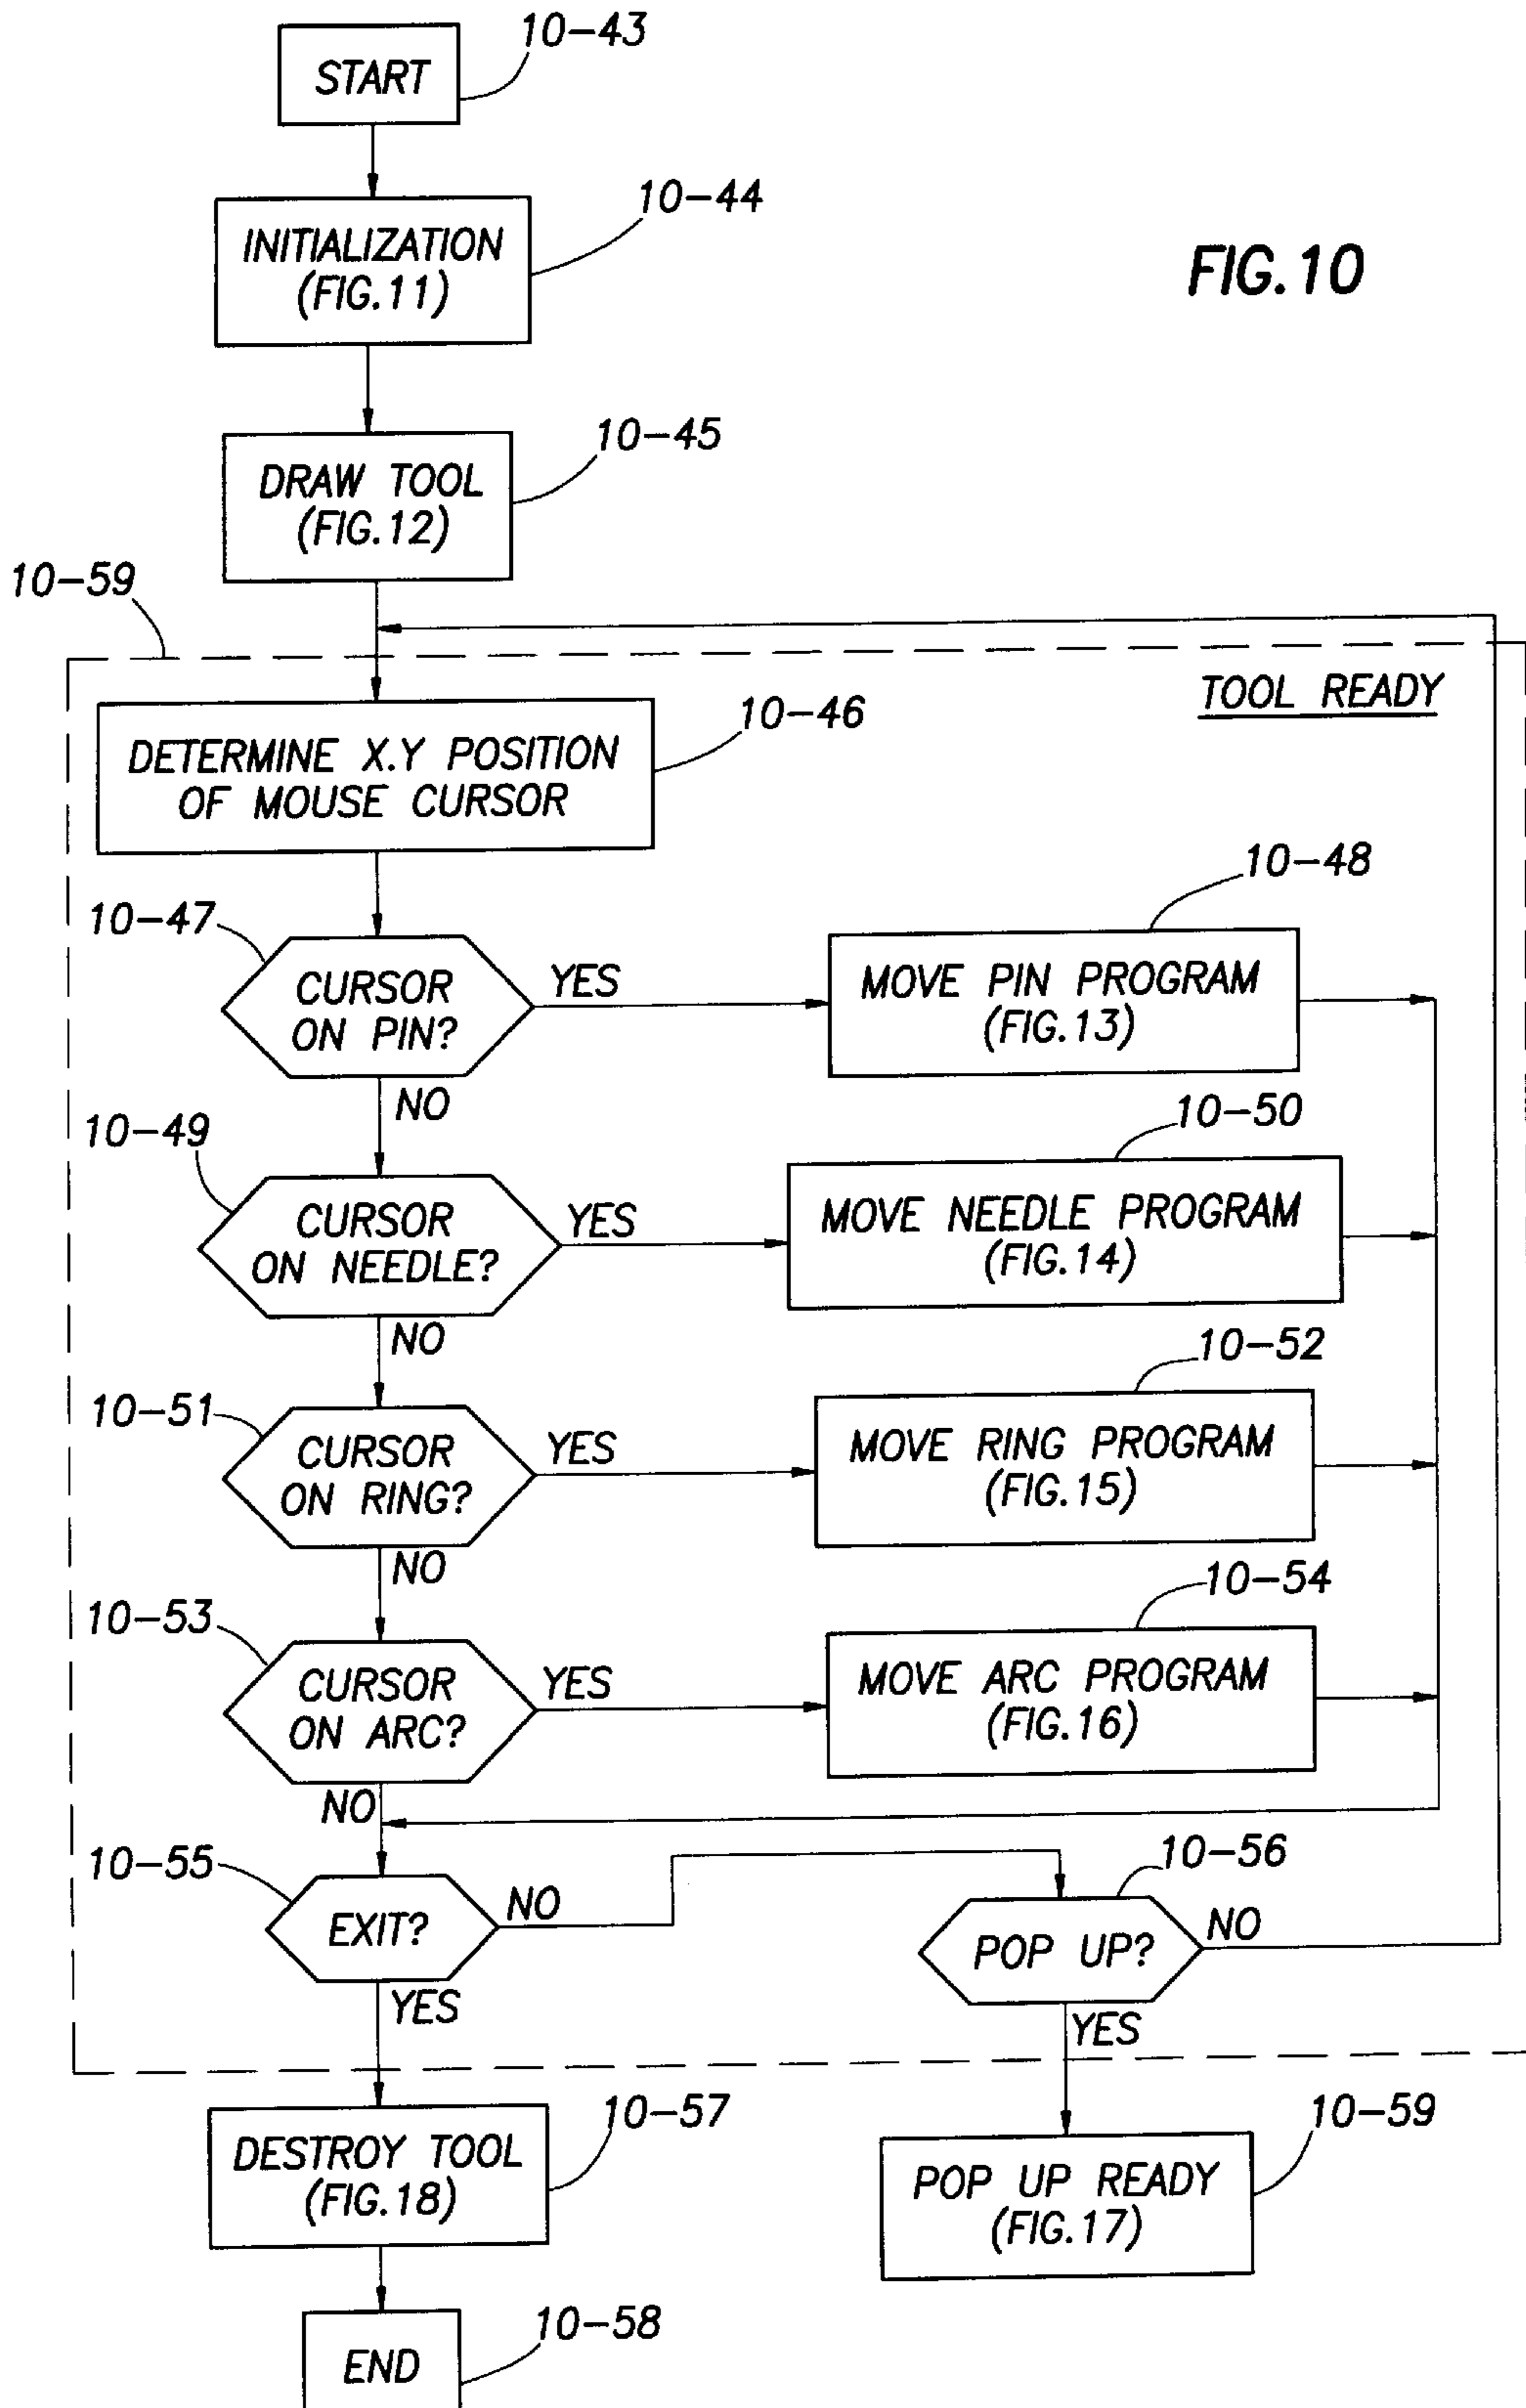 10-43
START
10-44
INITIALIZATION
(FIG.11)
FIG.10
10-45
DRAW TOOL
(FIG.12)
10-59
TOOL READY
10-46
DETERMINE X.Y POSITION
OF MOUSE CURSOR
10-48
10-47
CURSOR
ON PIN?
YES
MOVE PIN PROGRAM
(FIG.13)
NO
10-50
10-49
CURSOR
ON NEEDLE?
YES
MOVE NEEDLE PROGRAM
(FIG.14)
NO
10-52
10-51
CURSOR
ON RING?
YES
MOVE RING PROGRAM
(FIG.15)
NO
10-54
10-53
CURSOR
ON ARC?
YES
MOVE ARC PROGRAM
(FIG.16)
NO
10-55
10-56
EXIT?
NO
POP UP?
NO
YES
YES
10-57
DESTROY TOOL
(FIG.18)
10-59
POP UP READY
(FIG.17)
10-58
END